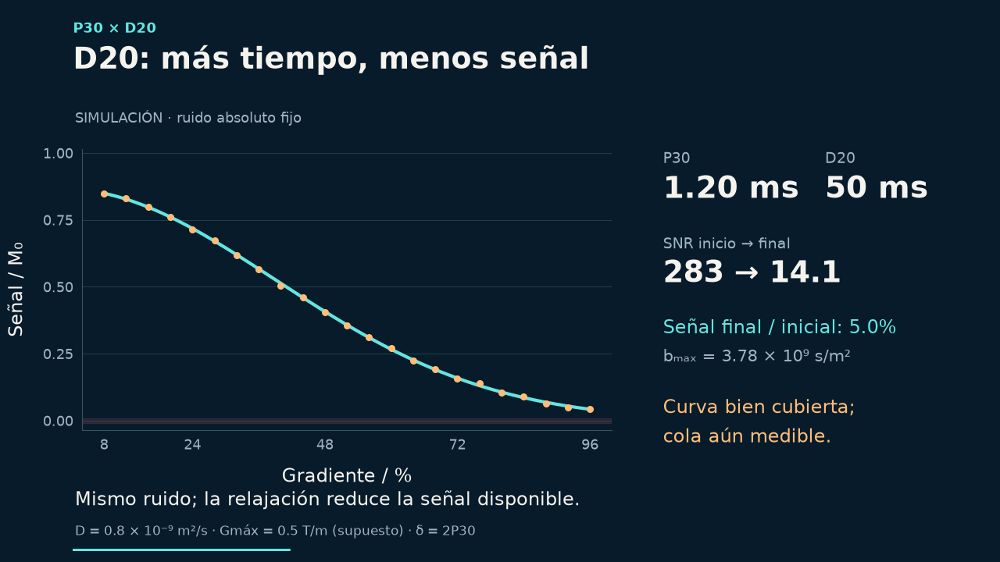 P30 × D20
D20: más tiempo, menos señal
SIMULACIÓN · ruido absoluto fijo
Señal / M₀
1.00
0.75
0.50
0.25
0.00
8 24 48 72 96
Gradiente / %
P30 D20
1.20 ms 50 ms
SNR inicio → final
283 → 14.1
Señal final / inicial: 5.0%
bₘₐₓ = 3.78 × 10⁹ s/m²
Curva bien cubierta;
cola aún medible.
Mismo ruido; la relajación reduce la señal disponible.
D = 0.8 × 10⁻⁹ m²/s · Gmáx = 0.5 T/m (supuesto) · δ = 2P30